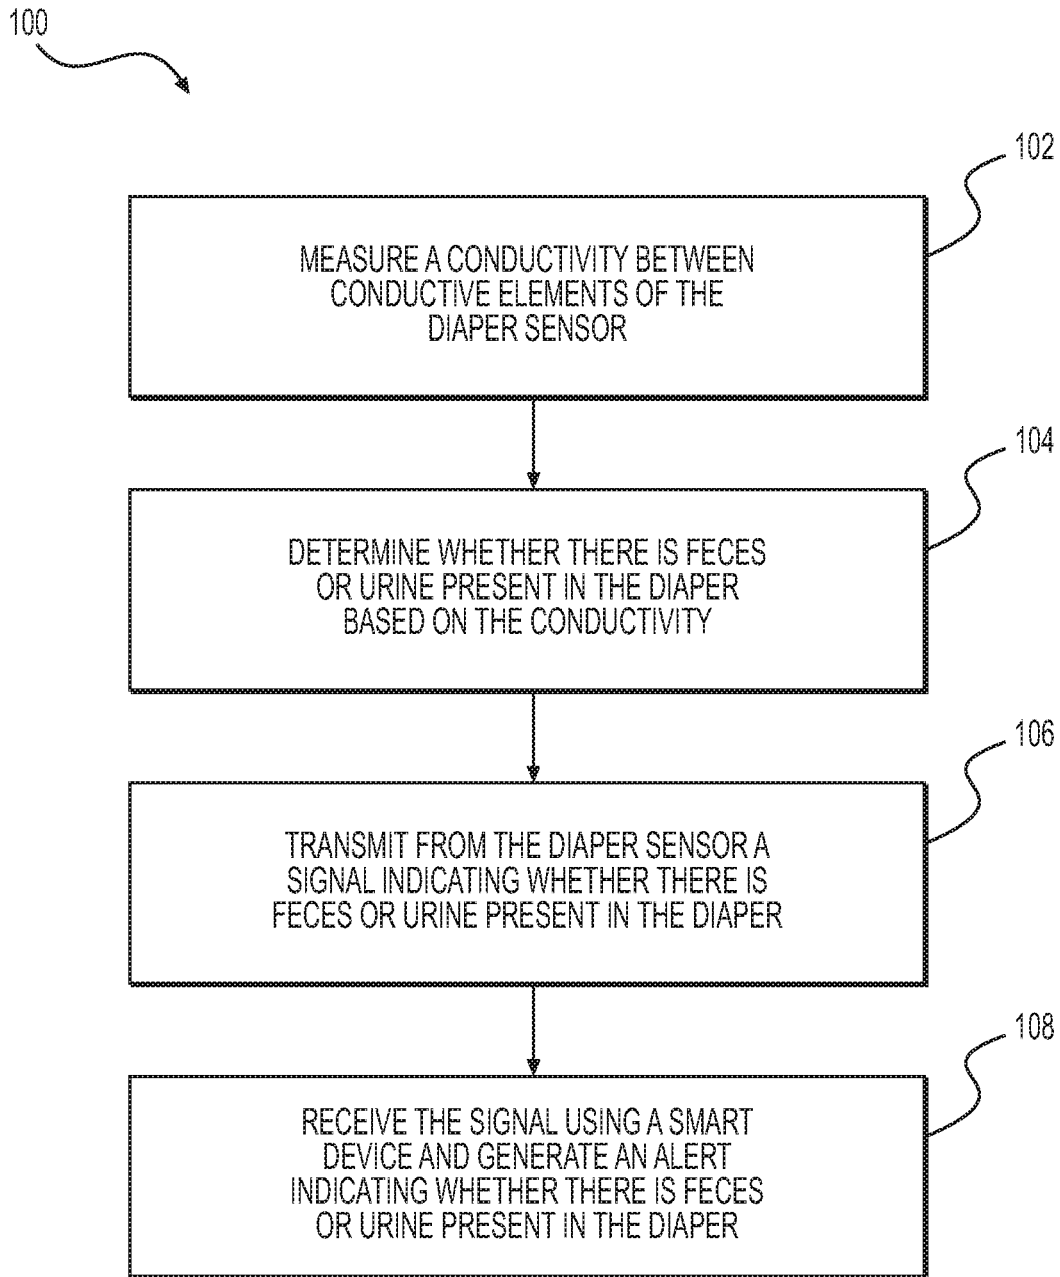 100
102
MEASURE A CONDUCTIVITY BETWEEN
CONDUCTIVE ELEMENTS OF THE
DIAPER SENSOR
104
DETERMINE WHETHER THERE IS FECES
OR URINE PRESENT IN THE DIAPER
BASED ON THE CONDUCTIVITY
106
TRANSMIT FROM THE DIAPER SENSOR A
SIGNAL INDICATING WHETHER THERE IS
FECES OR URINE PRESENT IN THE DIAPER
108
RECEIVE THE SIGNAL USING A SMART
DEVICE AND GENERATE AN ALERT
INDICATING WHETHER THERE IS FECES
OR URINE PRESENT IN THE DIAPER